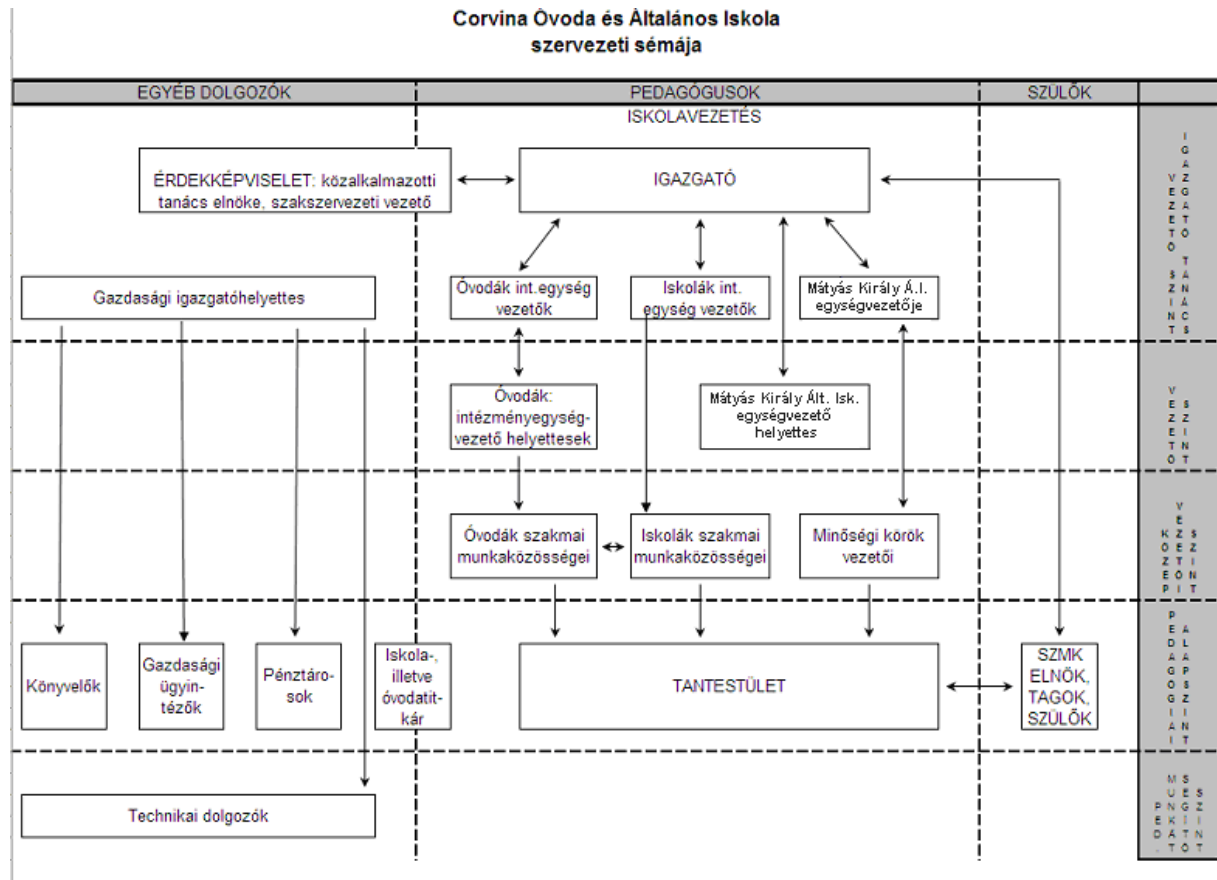 Corvina Óvoda és Általános Iskola
szervezeti sémája
EGYÉB DOLGOZÓK
PEDAGÓGUSOK
SZÜLŐK
ISKOLAVEZETÉS
ÉRDEKKÉPVISELET: közalkalmazotti
tanács elnöke, szakszervezeti vezető
IGAZGATÓ
IGAZGATÓ TANÁCS
VEZETŐ SZINT
Gazdasági igazgatóhelyettes
Óvodák int.egység
vezetők
Iskolák int.
egység vezetők
Mátyás Király Á.I.
egységvezetője
Óvodák:
intézményegység-
vezető helyettesek
Mátyás Király Ált. Isk.
egységvezető
helyettes
VEZETŐ
SZINT
Óvodák szakmai
munkaközösségei
Iskolák szakmai
munkaközösségei
Minőségi körök
vezetői
KÖZÉP
VEZETŐI
SZINT
Könyvelők
Gazdasági
ügyin-
tézők
Pénztáro-
sok
Iskola-,
illetve
óvodatit-
kár
TANTESTÜLET
SZMK
ELNÖK,
TAGOK,
SZÜLŐK
PEDAGÓGIAI
ALAPSZINT
Technikai dolgozók
PED.
MUNKÁT
SEGÍTŐ
SZINT